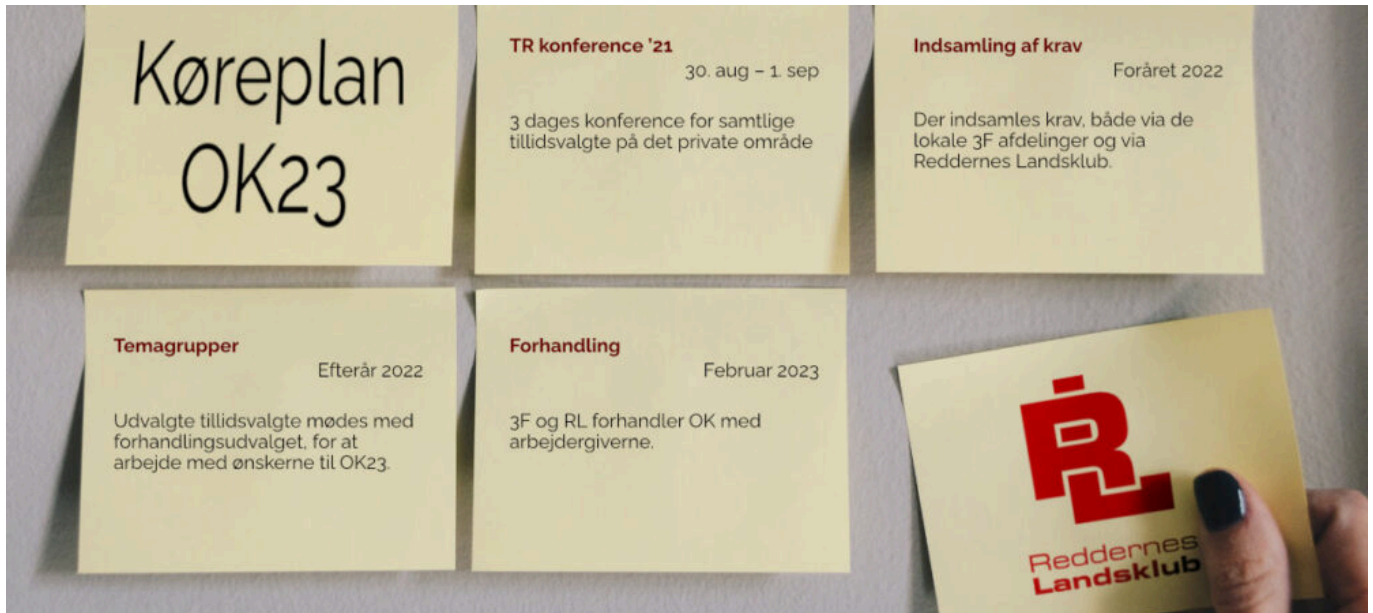 Køreplan
OK23
TR konference ’21
30. aug – 1. sep
3 dages konference for samtlige
tillidsvalgte på det private område
Indsamling af krav
Foråret 2022
Der indsamles krav, både via de
lokale 3F afdelinger og via
Reddernes Landsklub.
Temagrupper
Efterår 2022
Udvalgte tillidsvalgte mødes med
forhandlingsudvalget, for at
arbejde med ønskerne til OK23.
Forhandling
Februar 2023
3F og RL forhandler OK med
arbejdergiverne.
RL
Reddernes
Landsklub